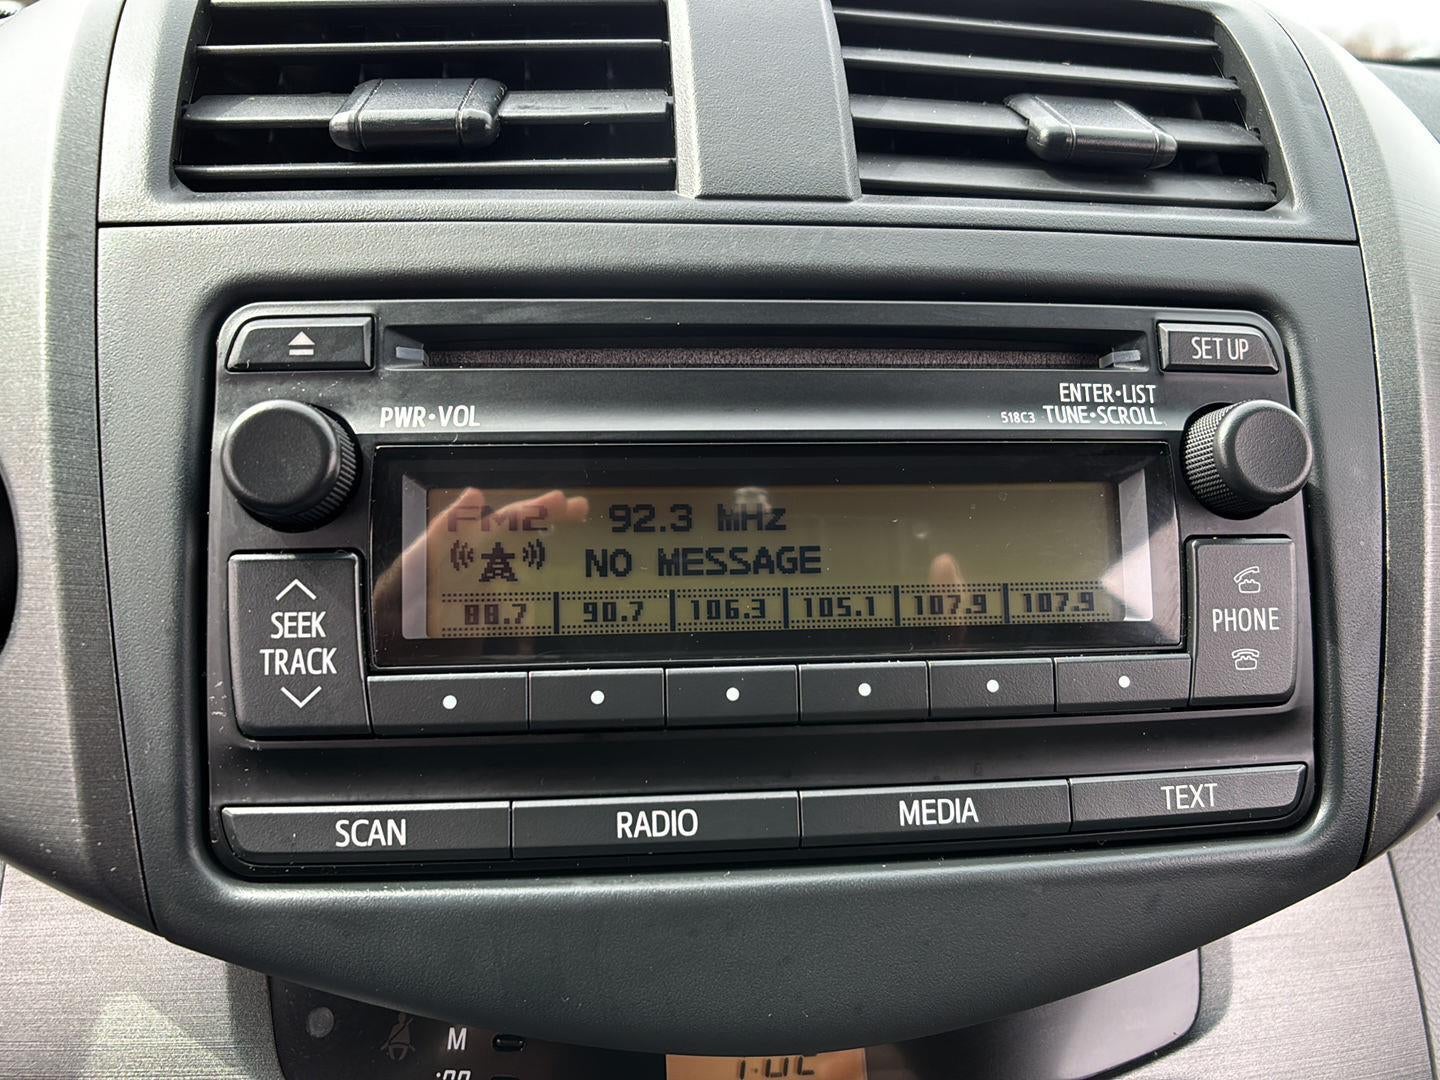 SET UP
ENTER•LIST
PWR•VOL
518C3 TUNE•SCROLL
FM2 92.3 MHz
NO MESSAGE
88.7 90.7 106.3 105.1 107.9 107.9
SEEK
TRACK
PHONE
SCAN RADIO MEDIA TEXT
M